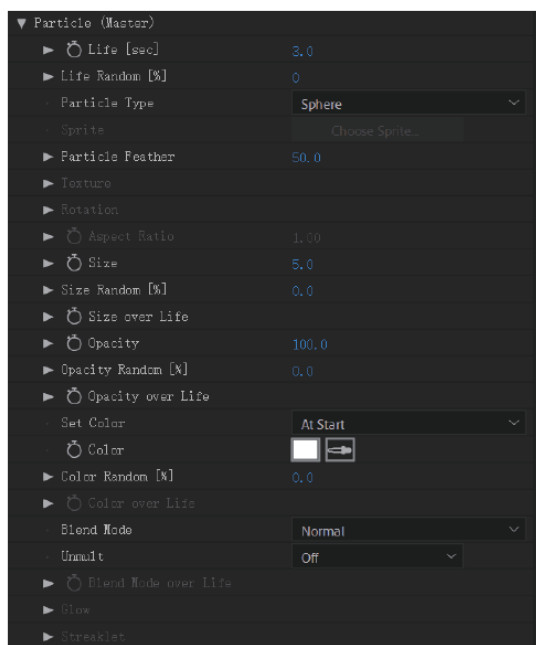 Particle (Master)
Life [sec] 3.0
Life Random [%] 0
Particle Type Sphere
Sprite Choose Sprite...
Particle Feather 50.0
Texture
Rotation
Aspect Ratio 1.00
Size 5.0
Size Random [%] 0.0
Size over Life
Opacity 100.0
Opacity Random [%] 0.0
Opacity over Life
Set Color At Start
Color
Color Random [%] 0.0
Color over Life
Blend Mode Normal
Unmult Off
Blend Mode over Life
Glow
Streaklet